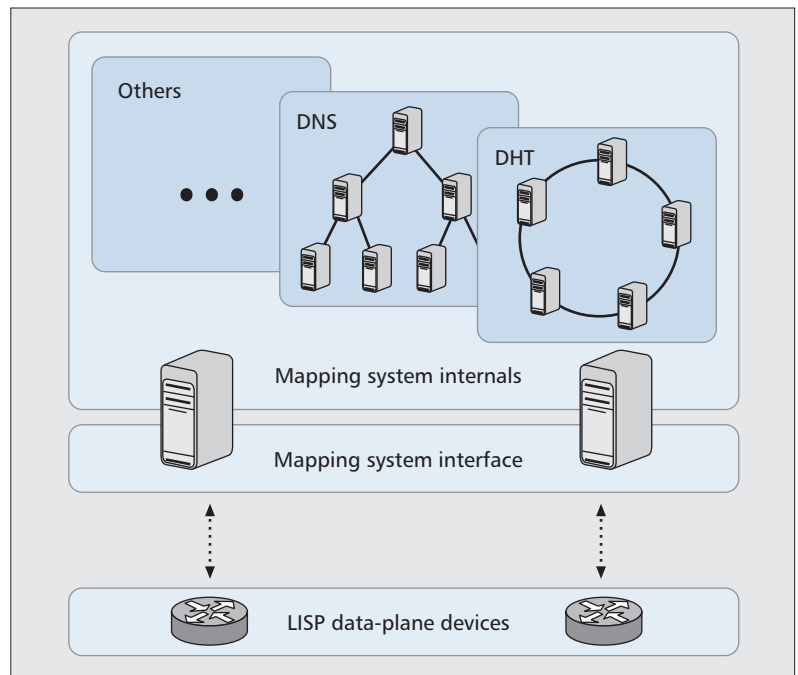 Others
DNS
DHT
Mapping system internals
Mapping system interface
LISP data-plane devices